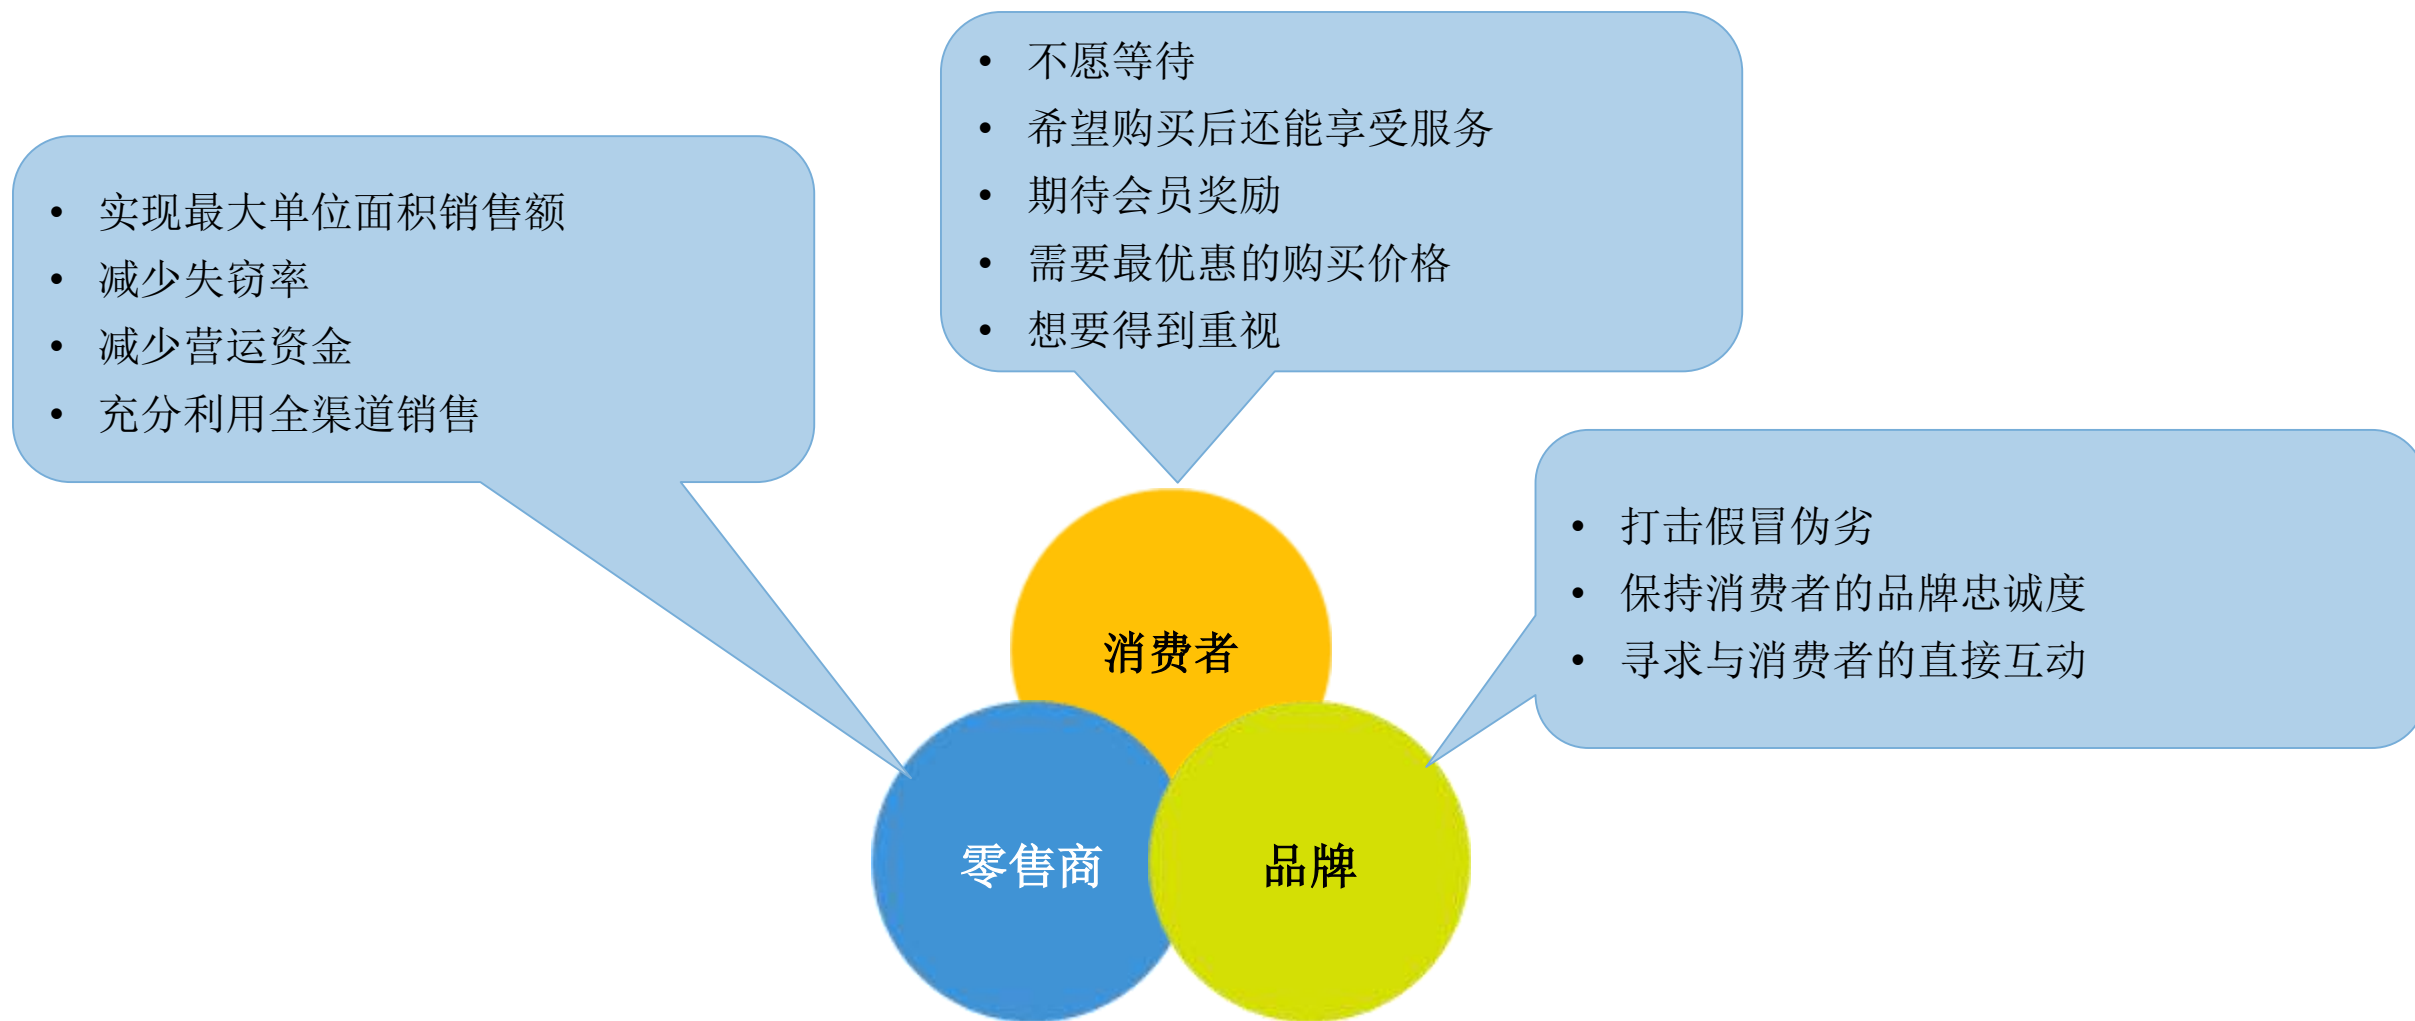 • 不愿等待
• 希望购买后还能享受服务
• 期待会员奖励
• 需要最优惠的购买价格
• 想要得到重视
• 实现最大单位面积销售额
• 减少失窃率
• 减少营运资金
• 充分利用全渠道销售
• 打击假冒伪劣
• 保持消费者的品牌忠诚度
• 寻求与消费者的直接互动
消费者
零售商
品牌